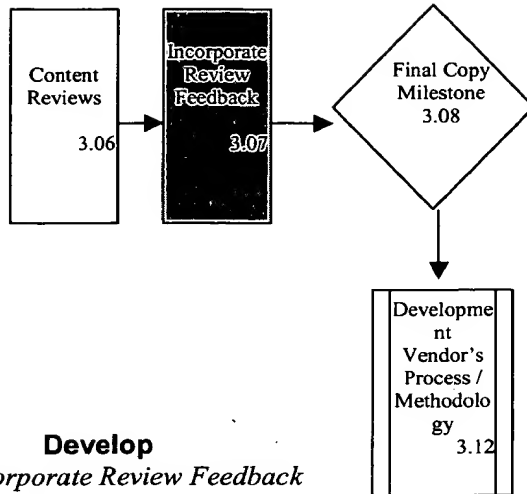 Content
Reviews
3.06
Incorporate
Review
Feedback
3.07
Final Copy
Milestone
3.08
Developme
nt
Vendor's
Process /
Methodolo
gy
3.12
Develop
orporate Review Feedback